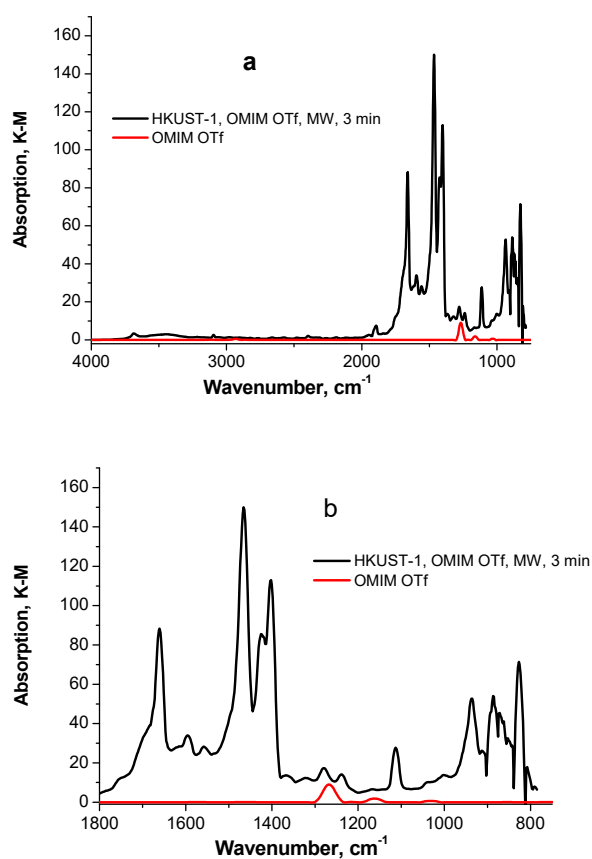 a
HKUST-1, OMIM OTf, MW, 3 min
OMIM OTf
Absorption, K-M
160
140
120
100
80
60
40
20
0
4000 3000 2000 1000
Wavenumber, cm-1
b
HKUST-1, OMIM OTf, MW, 3 min
OMIM OTf
Absorption, K-M
160
140
120
100
80
60
40
20
0
1800 1600 1400 1200 1000 800
Wavenumber, cm-1